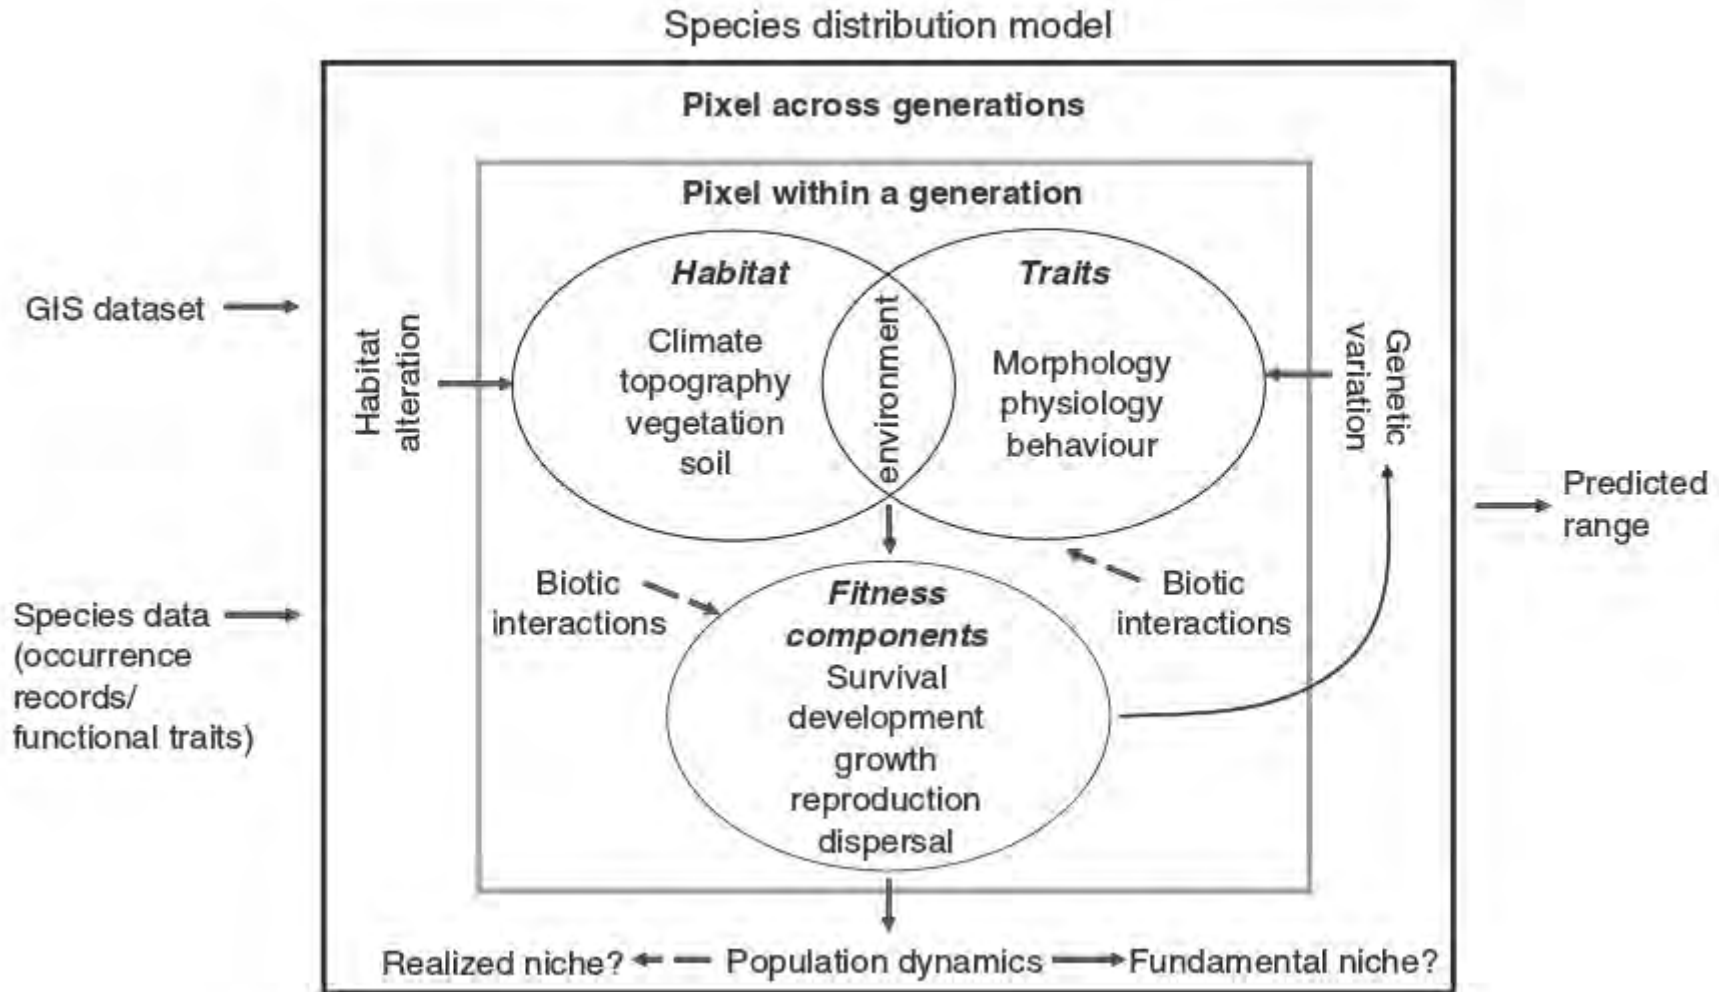 Species distribution model
Pixel across generations
Pixel within a generation
GIS dataset
Species data
(occurrence
records/
functional traits)
Habitat
alteration
Habitat
Climate
topography
vegetation
soil
environment
Traits
Morphology
physiology
behaviour
Genetic
variation
Biotic
interactions
Fitness
components
Survival
development
growth
reproduction
dispersal
Biotic
interactions
Predicted
range
Realized niche?
Population dynamics
Fundamental niche?